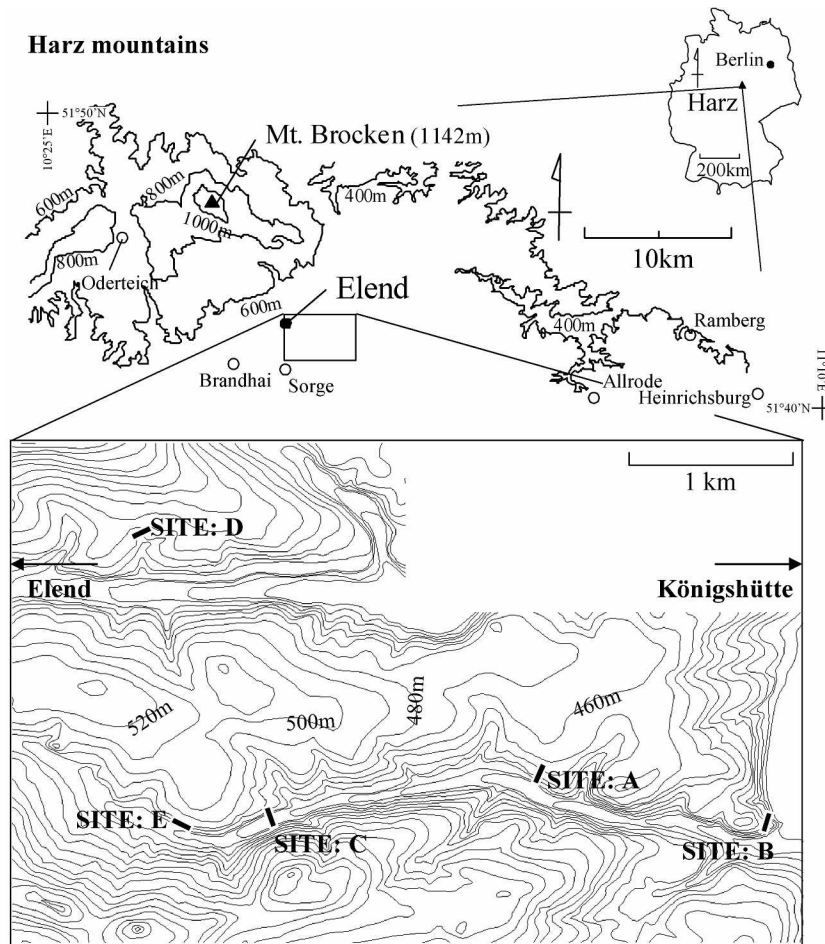 Harz mountains
Berlin
Harz
200km
51°50'N
10°25'E
Mt. Brocken (1142m)
600m
800m
1000m
400m
800m
Oderteich
10km
600m
Elend
400m
Ramberg
Brandhai
Sorge
Allrode
Heinrichsburg
11°10'E
51°40'N
1 km
SITE: D
Elend
Königshütte
520m
500m
480m
460m
SITE: A
SITE: E
SITE: C
SITE: B